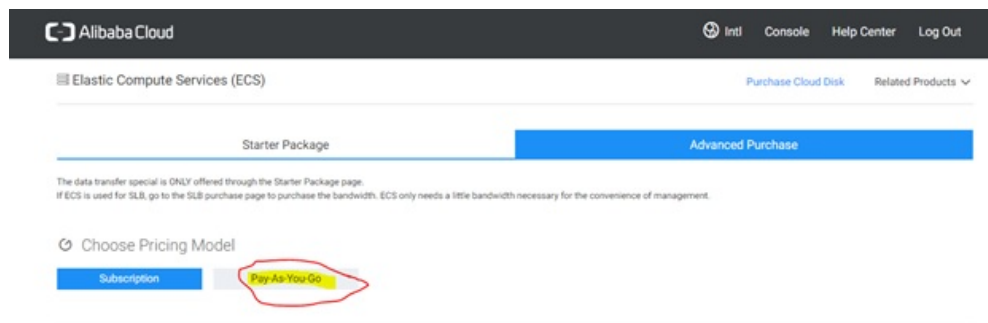 Alibaba Cloud
Intl Console Help Center Log Out
Elastic Compute Services (ECS)
Purchase Cloud Disk Related Products
Starter Package Advanced Purchase
The data transfer special is ONLY offered through the Starter Package page.
If ECS is used for SLB, go to the SLB purchase page to purchase the bandwidth. ECS only needs a little bandwidth necessary for the convenience of management.
Choose Pricing Model
Subscription Pay-As-You-Go